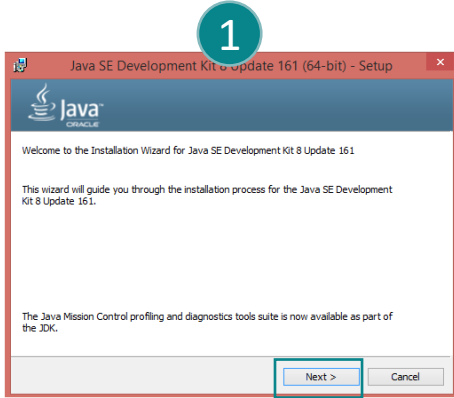 1
Java SE Development Kit 8 Update 161 (64-bit) - Setup
Java
ORACLE
Welcome to the Installation Wizard for Java SE Development Kit 8 Update 161
This wizard will guide you through the installation process for the Java SE Development
Kit 8 Update 161.
The Java Mission Control profiling and diagnostics tools suite is now available as part of
the JDK.
Next >
Cancel